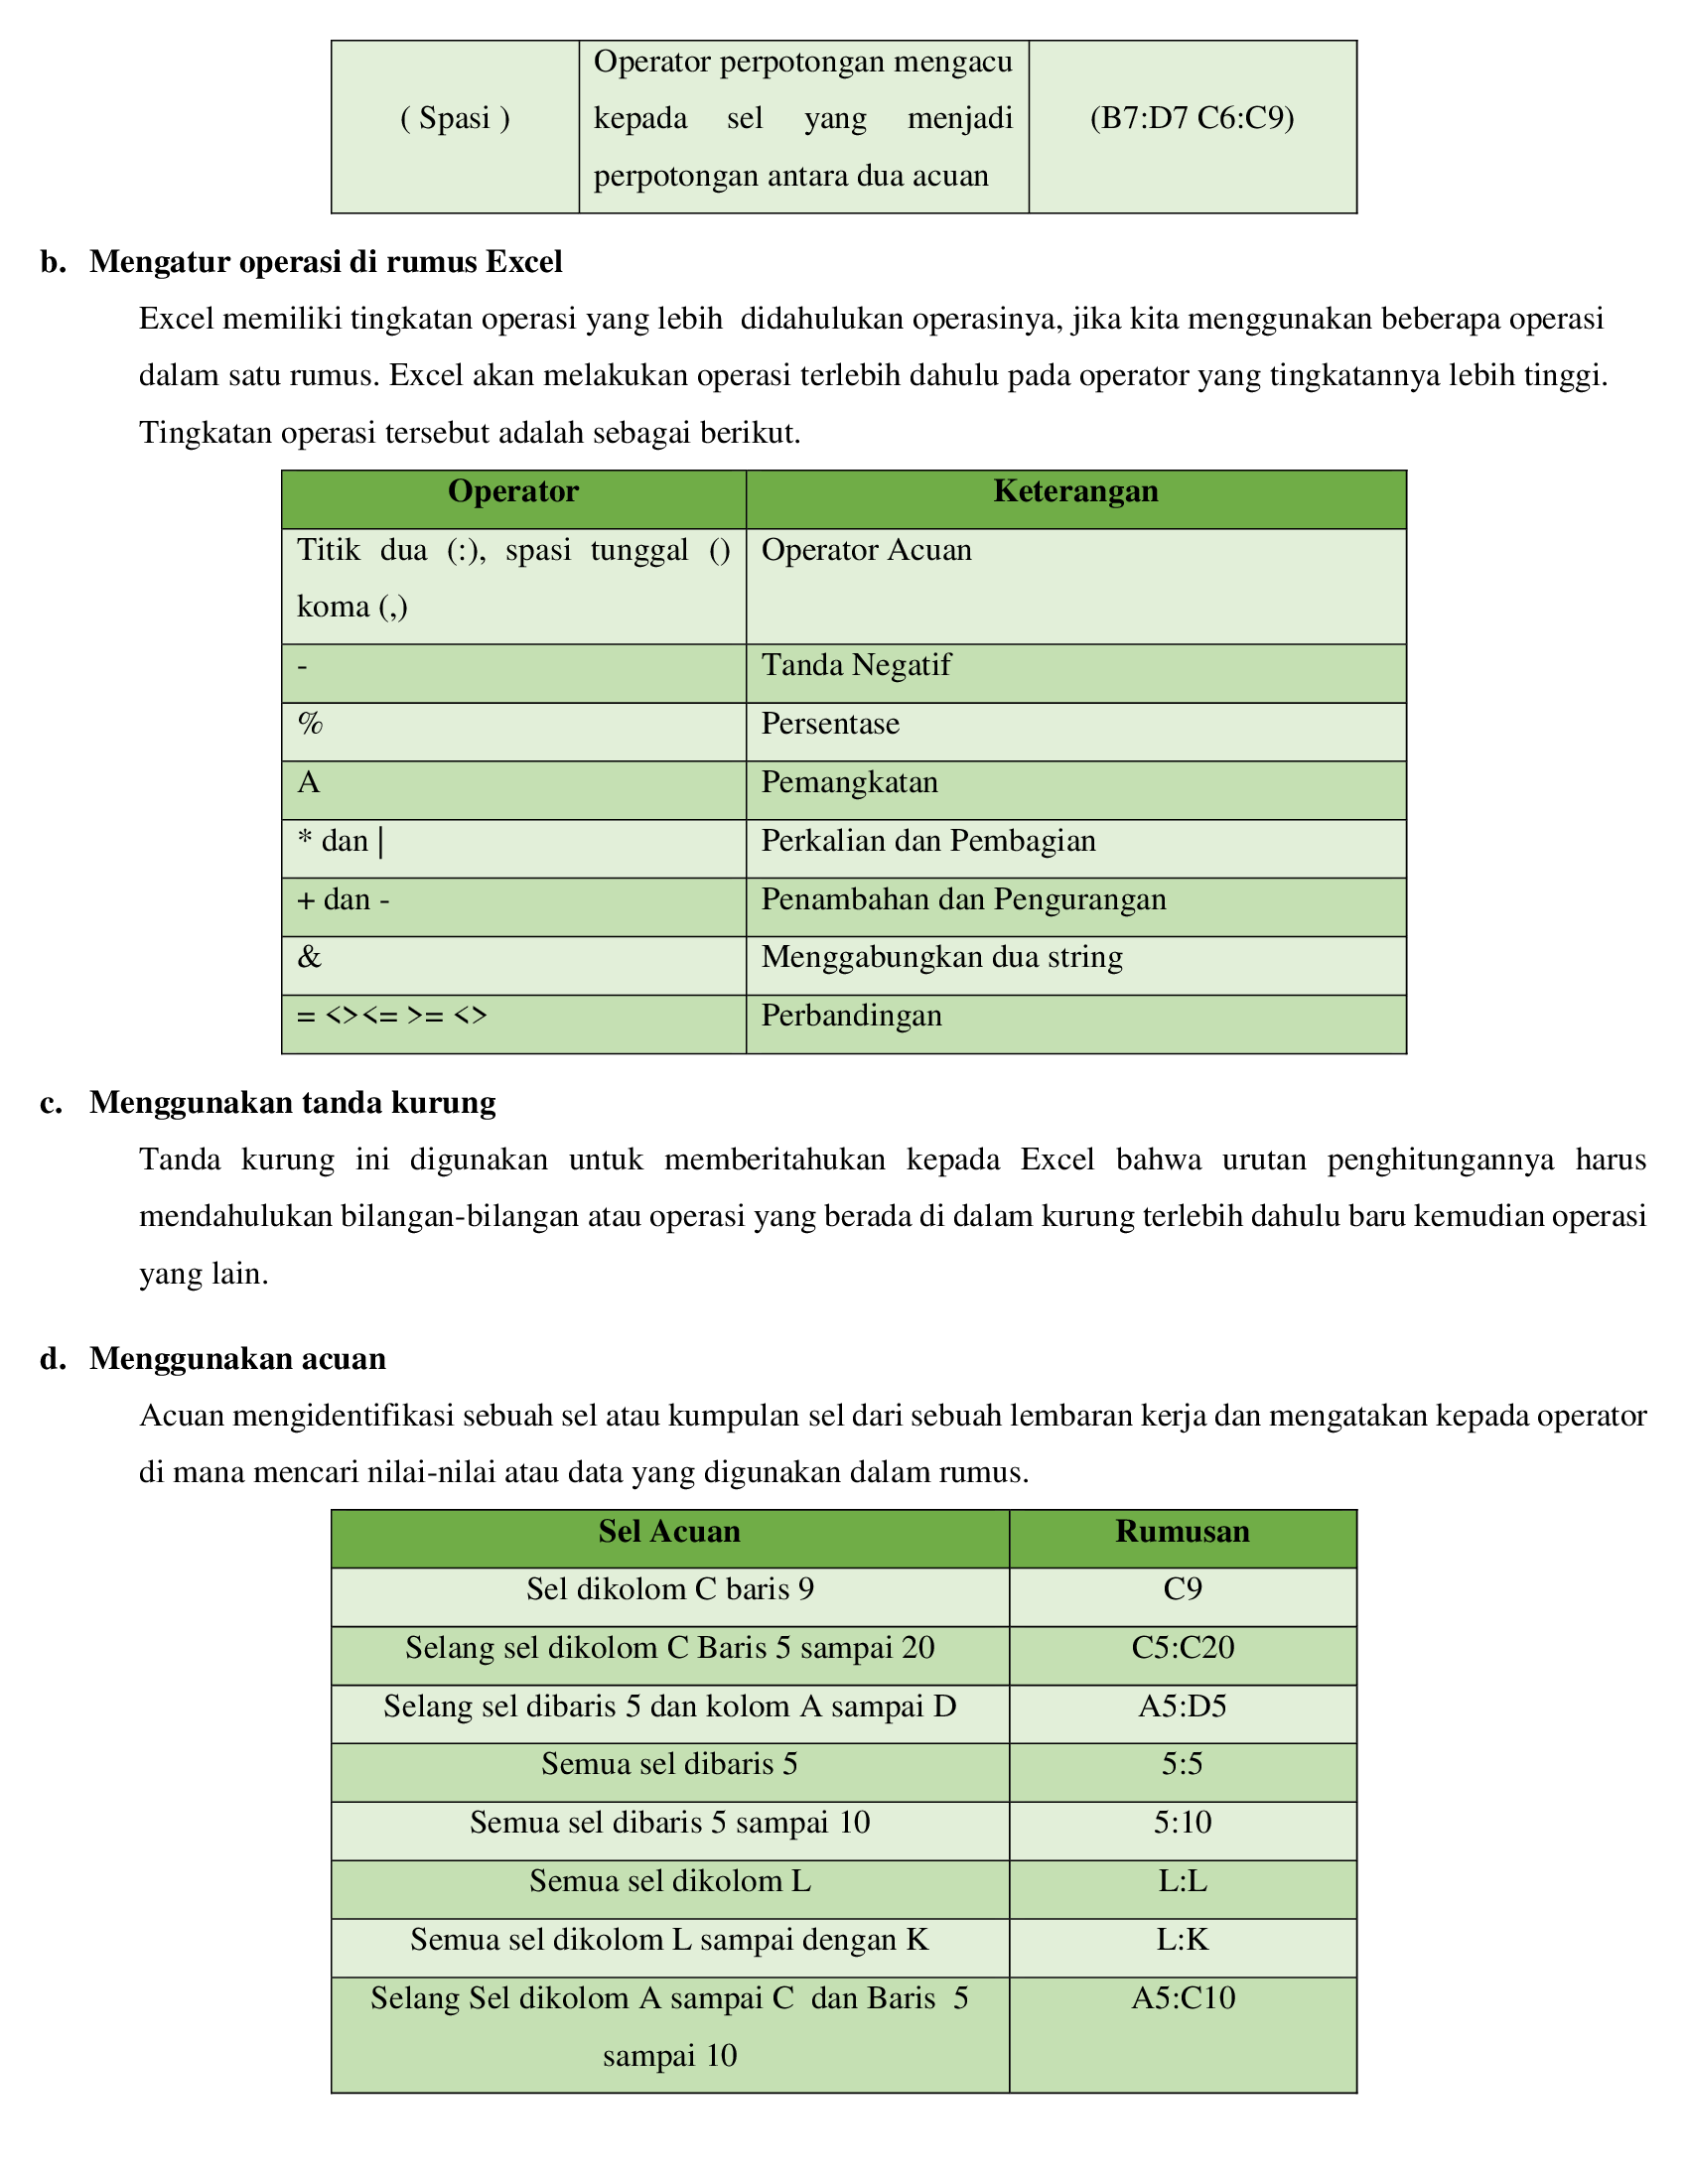 Operator perpotongan mengacu
( Spasi ) kepada sel yang menjadi (B7:D7 C6:C9)
perpotongan antara dua acuan
b. Mengatur operasi di rumus Excel
Excel memiliki tingkatan operasi yang lebih didahulukan operasinya, jika kita menggunakan beberapa operasi
dalam satu rumus. Excel akan melakukan operasi terlebih dahulu pada operator yang tingkatannya lebih tinggi.
Tingkatan operasi tersebut adalah sebagai berikut.
Operator Keterangan
Titik dua (:), spasi tunggal () Operator Acuan
koma (,)
- Tanda Negatif
% Persentase
A Pemangkatan
* dan | Perkalian dan Pembagian
+ dan - Penambahan dan Pengurangan
& Menggabungkan dua string
= <><= >= <> Perbandingan
c. Menggunakan tanda kurung
Tanda kurung ini digunakan untuk memberitahukan kepada Excel bahwa urutan penghitungannya harus
mendahulukan bilangan-bilangan atau operasi yang berada di dalam kurung terlebih dahulu baru kemudian operasi
yang lain.
d. Menggunakan acuan
Acuan mengidentifikasi sebuah sel atau kumpulan sel dari sebuah lembaran kerja dan mengatakan kepada operator
di mana mencari nilai-nilai atau data yang digunakan dalam rumus.
Sel Acuan Rumusan
Sel dikolom C baris 9 C9
Selang sel dikolom C Baris 5 sampai 20 C5:C20
Selang sel dibaris 5 dan kolom A sampai D A5:D5
Semua sel dibaris 5 5:5
Semua sel dibaris 5 sampai 10 5:10
Semua sel dikolom L L:L
Semua sel dikolom L sampai dengan K L:K
Selang Sel dikolom A sampai C dan Baris 5 A5:C10
sampai 10